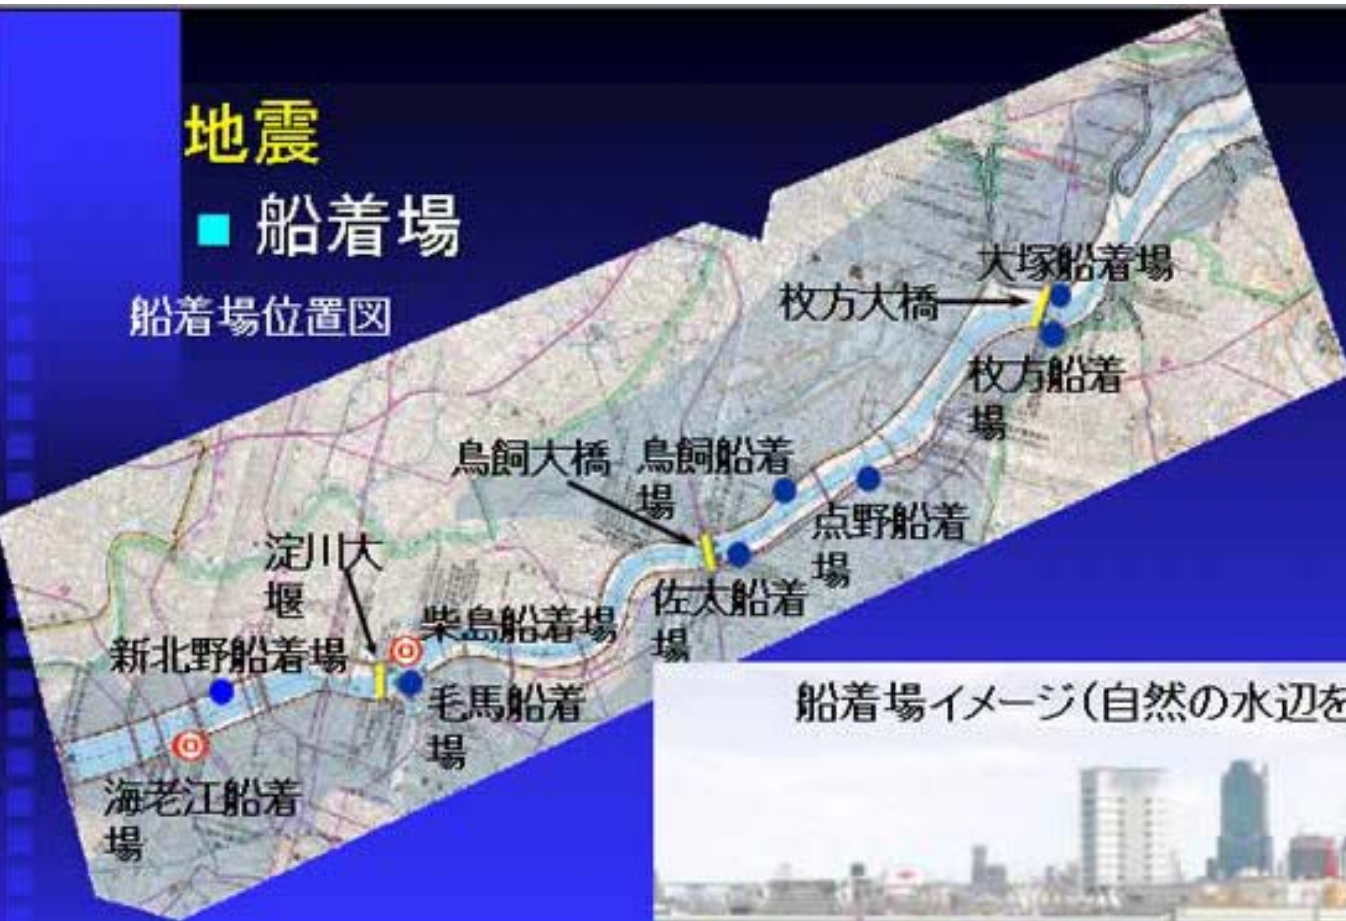 地震
■ 船着場
船着場位置図
大塚船着場
枚方大橋
枚方船着
場
鳥飼大橋
鳥飼船着
場
点野船着
場
佐太船着
場
淀川大
堰
柴島船着場
新北野船着場
毛馬船着
場
海老江船着
場
船着場イメージ(自然の水辺を